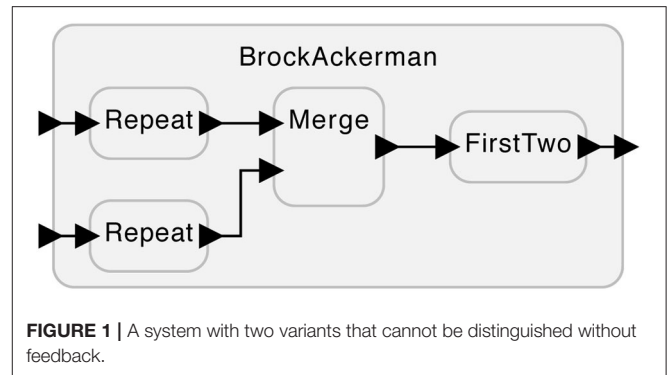 BrockAckerman
Repeat
Merge
FirstTwo
Repeat
FIGURE 1 | A system with two variants that cannot be distinguished without
feedback.